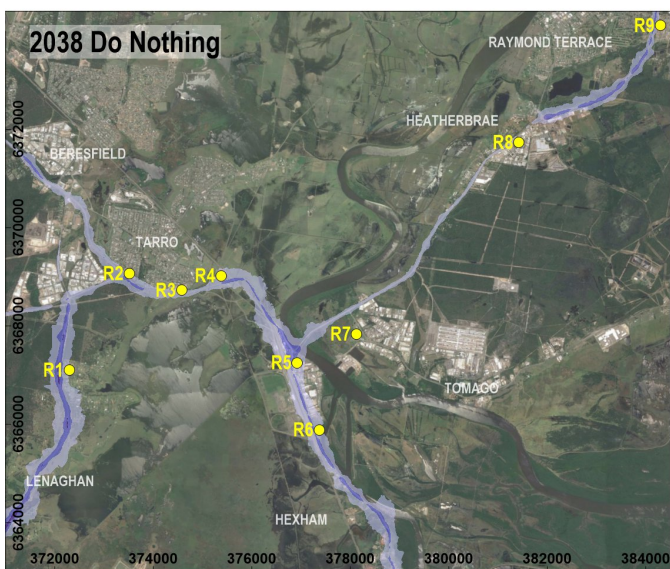 2038 Do Nothing
R9
RAYMOND TERRACE
6372000
HEATHERBRAE
R8
BERESFIELD
6370000
TARRO
R2
R4
R3
6368000
R7
R5
R1
TOMAGO
6366000
R6
LENAGHAN
6364000
HEXHAM
372000 374000 376000 378000 380000 382000 384000